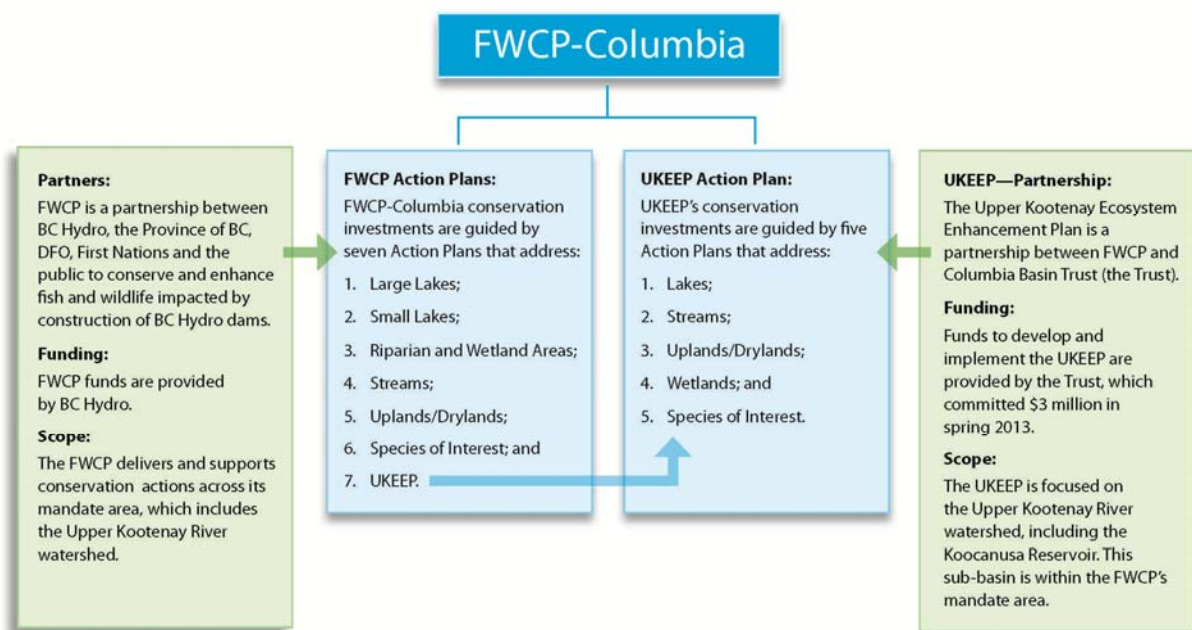 FWCP-Columbia
Partners:
FWCP is a partnership between
BC Hydro, the Province of BC,
DFO, First Nations and the
public to conserve and enhance
fish and wildlife impacted by
construction of BC Hydro dams.
Funding:
FWCP funds are provided
by BC Hydro.
Scope:
The FWCP delivers and supports
conservation actions across its
mandate area, which includes
the Upper Kootenay River
watershed.
FWCP Action Plans:
FWCP-Columbia conservation
investments are guided by
seven Action Plans that address:
1. Large Lakes;
2. Small Lakes;
3. Riparian and Wetland Areas;
4. Streams;
5. Uplands/Drylands;
6. Species of Interest; and
7. UKEEP.
UKEEP Action Plan:
UKEEP's conservation
investments are guided by five
Action Plans that address:
1. Lakes;
2. Streams;
3. Uplands/Drylands;
4. Wetlands; and
5. Species of Interest.
UKEEP—Partnership:
The Upper Kootenay Ecosystem
Enhancement Plan is a
partnership between FWCP and
Columbia Basin Trust (the Trust).
Funding:
Funds to develop and
implement the UKEEP are
provided by the Trust, which
committed $3 million in
spring 2013.
Scope:
The UKEEP is focused on
the Upper Kootenay River
watershed, including the
Koocanusa Reservoir. This
sub-basin is within the FWCP's
mandate area.